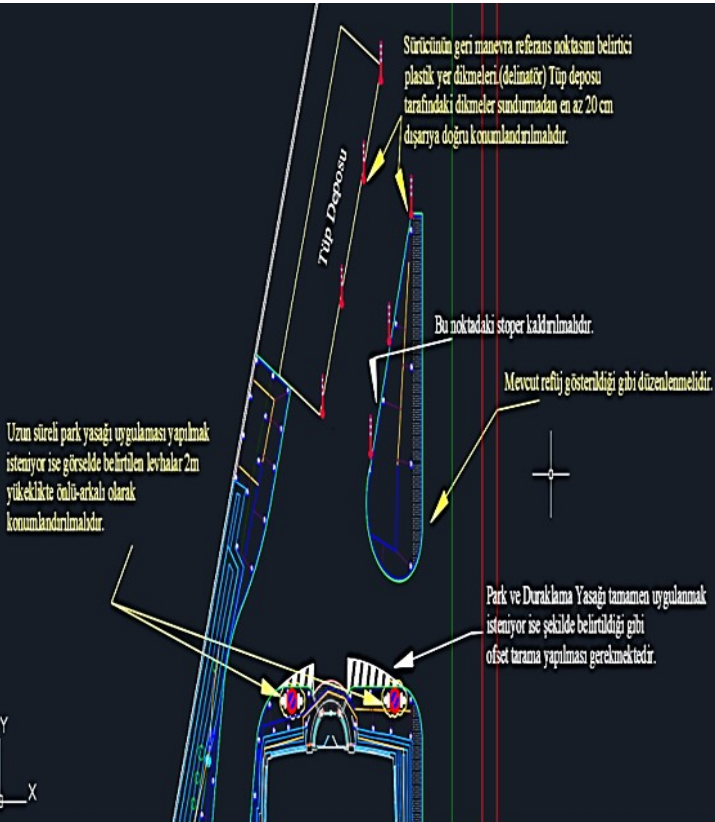 Sürücünün geri manevra referans noktasını belirtici
plastik yer dikmeleri.(delinatör) Tüp deposu
tarafındaki dikmeler sundurmadan en az 20 cm
dışarıya doğru konumlandırılmalıdır.
Tüp Deposu
Bu noktadaki stoper kaldırılmalıdır.
Mevcut refüj gösterildiği gibi düzenlenmelidir.
Uzun süreli park yasağı uygulaması yapılmak
isteniyor ise görselde belirtilen levhalar 2m
yükeklikte önlü-arkalı olarak
konumlandırılmalıdır.
Park ve Duraklama Yasağı tamamen uygulanmak
isteniyor ise şekilde belirtildiği gibi
ofset tarama yapılması gerekmektedir.
Y
X